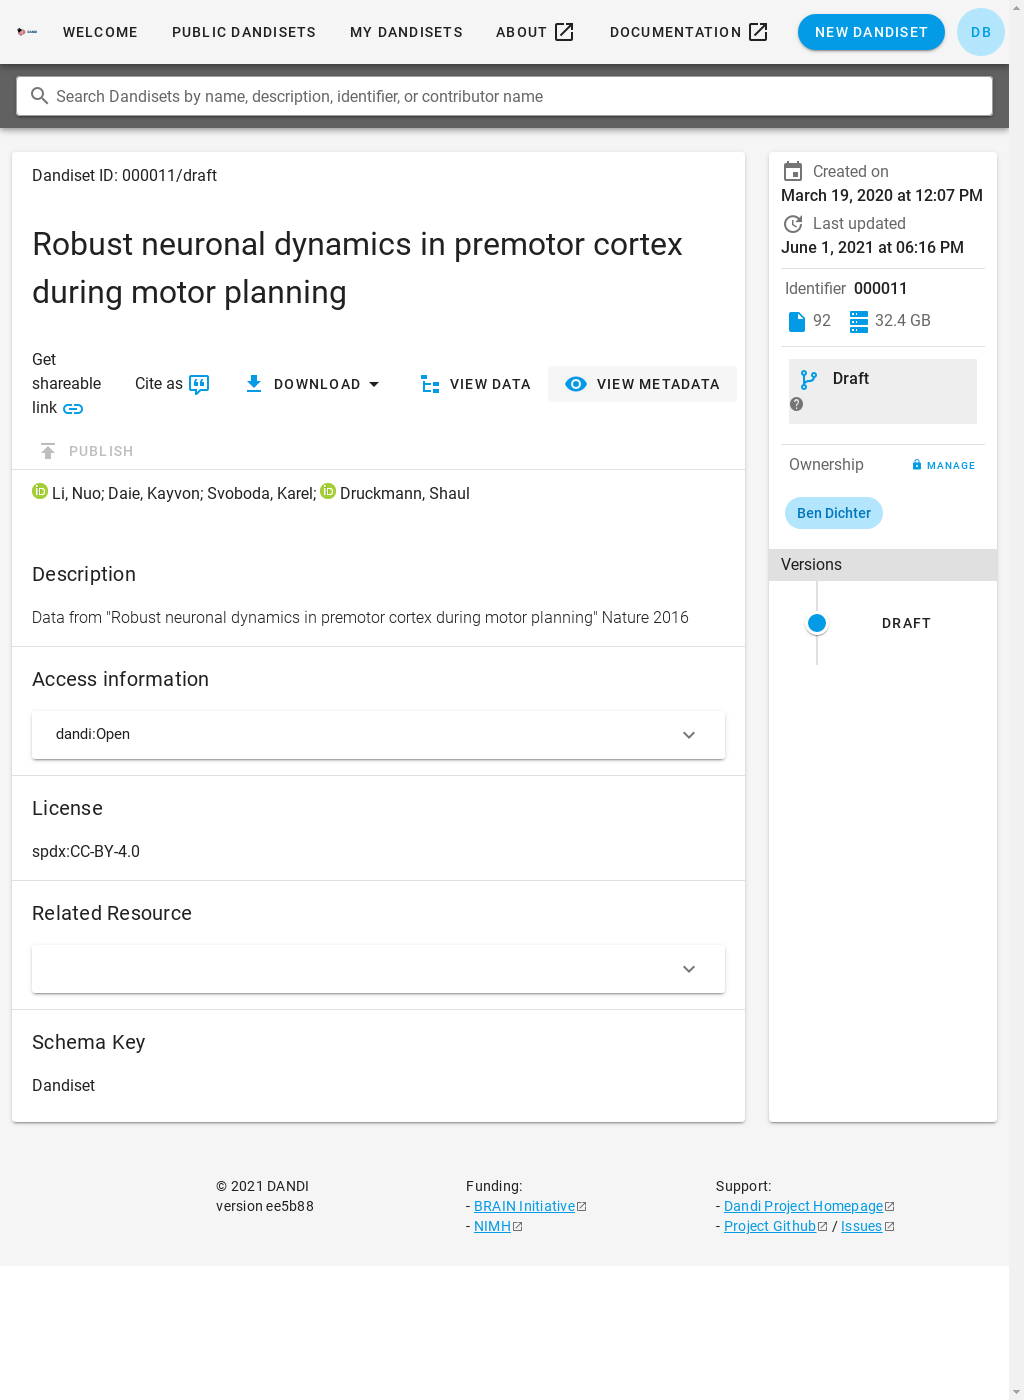 WELCOME
PUBLIC DANDISETS
MY DANDISETS
ABOUT
DOCUMENTATION
NEW DANDISET
DB
Search Dandisets by name, description, identifier, or contributor name
Dandiset ID: 000011/draft
Robust neuronal dynamics in premotor cortex
during motor planning
Get
shareable
link
Cite as
DOWNLOAD
VIEW DATA
VIEW METADATA
PUBLISH
Li, Nuo; Daie, Kayvon; Svoboda, Karel; Druckmann, Shaul
Description
Data from "Robust neuronal dynamics in premotor cortex during motor planning" Nature 2016
Access information
dandi:Open
License
spdx:CC-BY-4.0
Related Resource
Schema Key
Dandiset
Created on
March 19, 2020 at 12:07 PM
Last updated
June 1, 2021 at 06:16 PM
Identifier 000011
92
32.4 GB
Draft
Ownership
MANAGE
Ben Dichter
Versions
DRAFT
© 2021 DANDI
version ee5b88
Funding:
- BRAIN Initiative
- NIMH
Support:
- Dandi Project Homepage
- Project Github / Issues